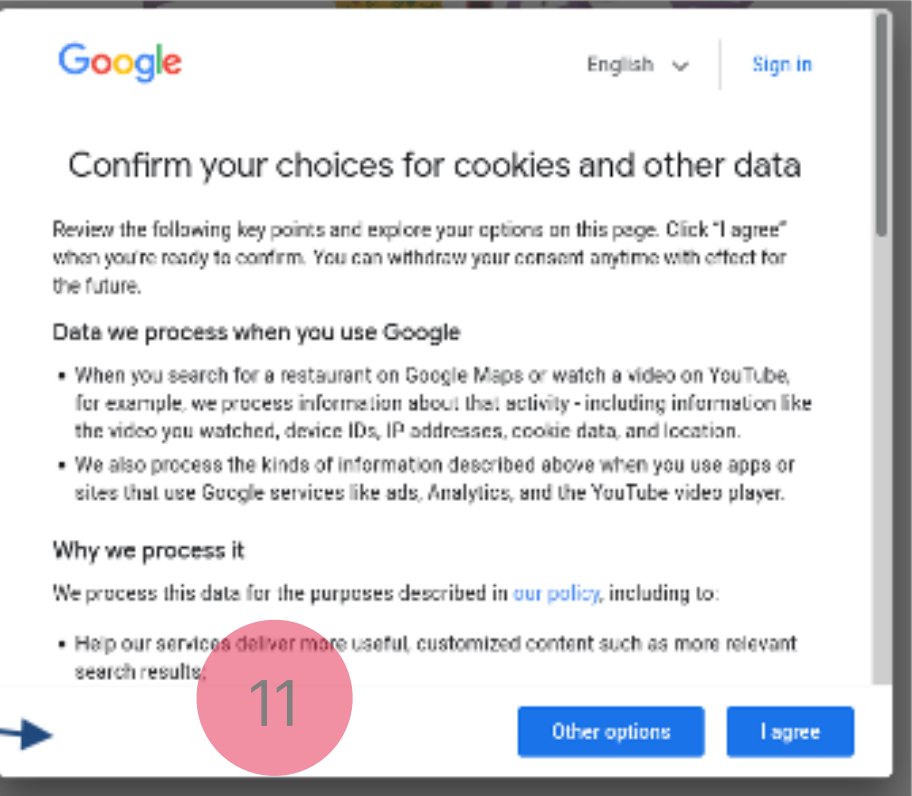 Google
English
Sign in
Confirm your choices for cookies and other data
Review the following key points and explore your options on this page. Click "I agree"
when you're ready to confirm. You can withdraw your consent anytime with effect for
the future.
Data we process when you use Google
• When you search for a restaurant on Google Maps or watch a video on YouTube,
for example, we process information about that activity - including information like
the video you watched, device IDs, IP addresses, cookie data, and location.
• We also process the kinds of information described above when you use apps or
sites that use Google services like ads, Analytics, and the YouTube video player.
Why we process it
We process this data for the purposes described in our policy, including to:
• Help our services deliver more useful, customized content such as more relevant
search results;
11
Other options
I agree